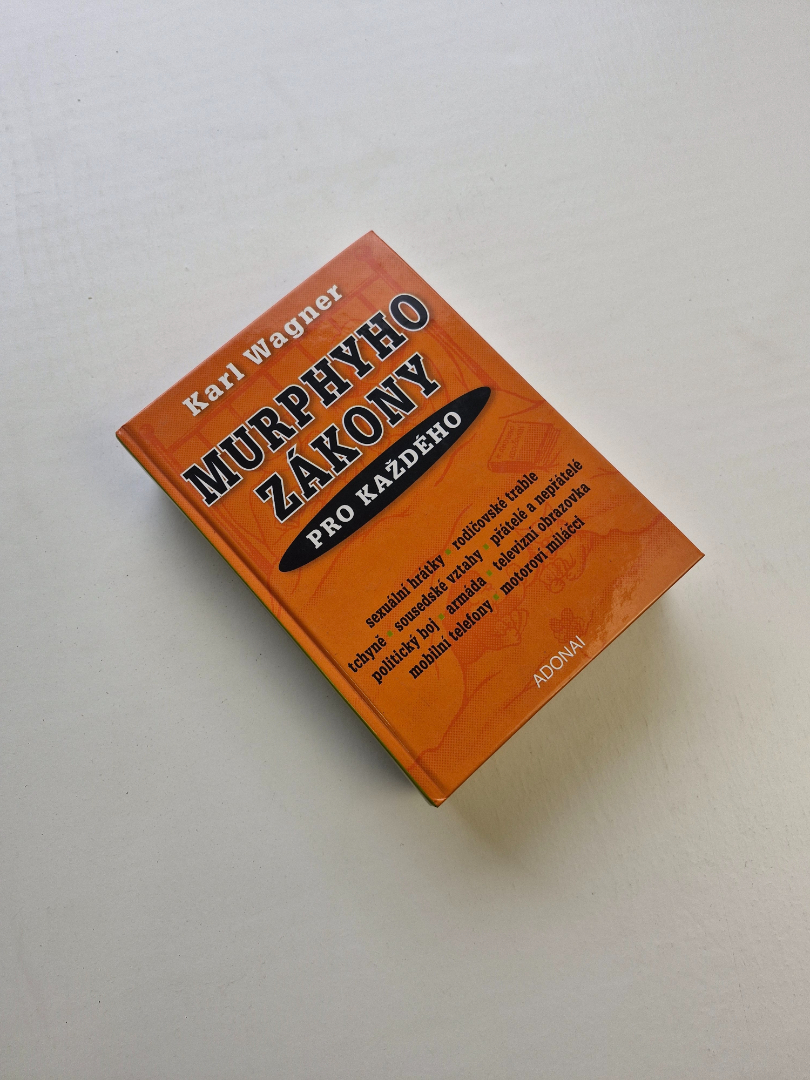 Karl Wagner
MURPHYHO
ZÁKONY
PRO KAŽDÉHO
sexuální hrátky • rodičovské trable
tchyně • sousedské vztahy • přátelé a nepřátelé
politický boj • armáda • televizní obrazovka
mobilní telefony • motoroví miláčci
ADONAI